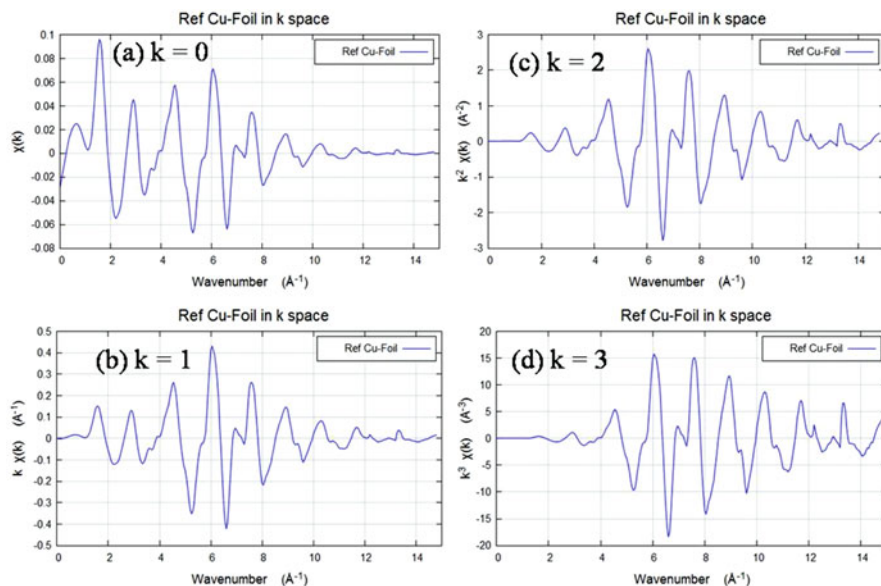 Ref Cu-Foil in k space
(a) k = 0
Ref Cu-Foil
0.1
0.08
0.06
0.04
0.02
0
-0.02
-0.04
-0.06
-0.08
χ(k)
0 2 4 6 8 10 12 14
Wavenumber (Å⁻¹)
Ref Cu-Foil in k space
(c) k = 2
Ref Cu-Foil
3
2
1
0
-1
-2
-3
k² χ(k) (Å⁻²)
0 2 4 6 8 10 12 14
Wavenumber (Å⁻¹)
Ref Cu-Foil in k space
(b) k = 1
Ref Cu-Foil
0.5
0.4
0.3
0.2
0.1
0
-0.1
-0.2
-0.3
-0.4
-0.5
k χ(k) (Å⁻¹)
0 2 4 6 8 10 12 14
Wavenumber (Å⁻¹)
Ref Cu-Foil in k space
(d) k = 3
Ref Cu-Foil
20
15
10
5
0
-5
-10
-15
-20
k³ χ(k) (Å⁻³)
0 2 4 6 8 10 12 14
Wavenumber (Å⁻¹)